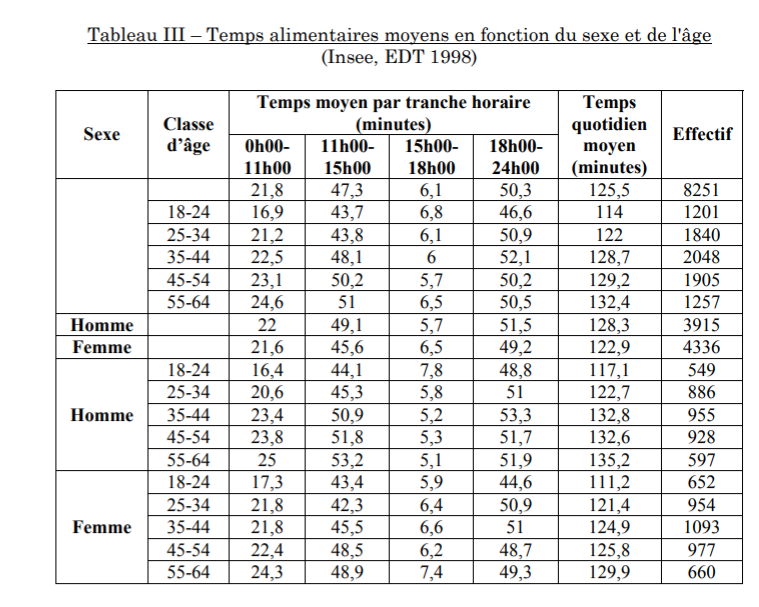 Tableau III – Temps alimentaires moyens en fonction du sexe et de l'âge
(Insee, EDT 1998)
Sexe Classe d’âge Temps moyen par tranche horaire (minutes) Temps quotidien moyen (minutes) Effectif
0h00-11h00 11h00-15h00 15h00-18h00 18h00-24h00
21,8 47,3 6,1 50,3 125,5 8251
18-24 16,9 43,7 6,8 46,6 114 1201
25-34 21,2 43,8 6,1 50,9 122 1840
35-44 22,5 48,1 6 52,1 128,7 2048
45-54 23,1 50,2 5,7 50,2 129,2 1905
55-64 24,6 51 6,5 50,5 132,4 1257
Homme 22 49,1 5,7 51,5 128,3 3915
Femme 21,6 45,6 6,5 49,2 122,9 4336
18-24 16,4 44,1 7,8 48,8 117,1 549
25-34 20,6 45,3 5,8 51 122,7 886
Homme 35-44 23,4 50,9 5,2 53,3 132,8 955
45-54 23,8 51,8 5,3 51,7 132,6 928
55-64 25 53,2 5,1 51,9 135,2 597
18-24 17,3 43,4 5,9 44,6 111,2 652
25-34 21,8 42,3 6,4 50,9 121,4 954
Femme 35-44 21,8 45,5 6,6 51 124,9 1093
45-54 22,4 48,5 6,2 48,7 125,8 977
55-64 24,3 48,9 7,4 49,3 129,9 660